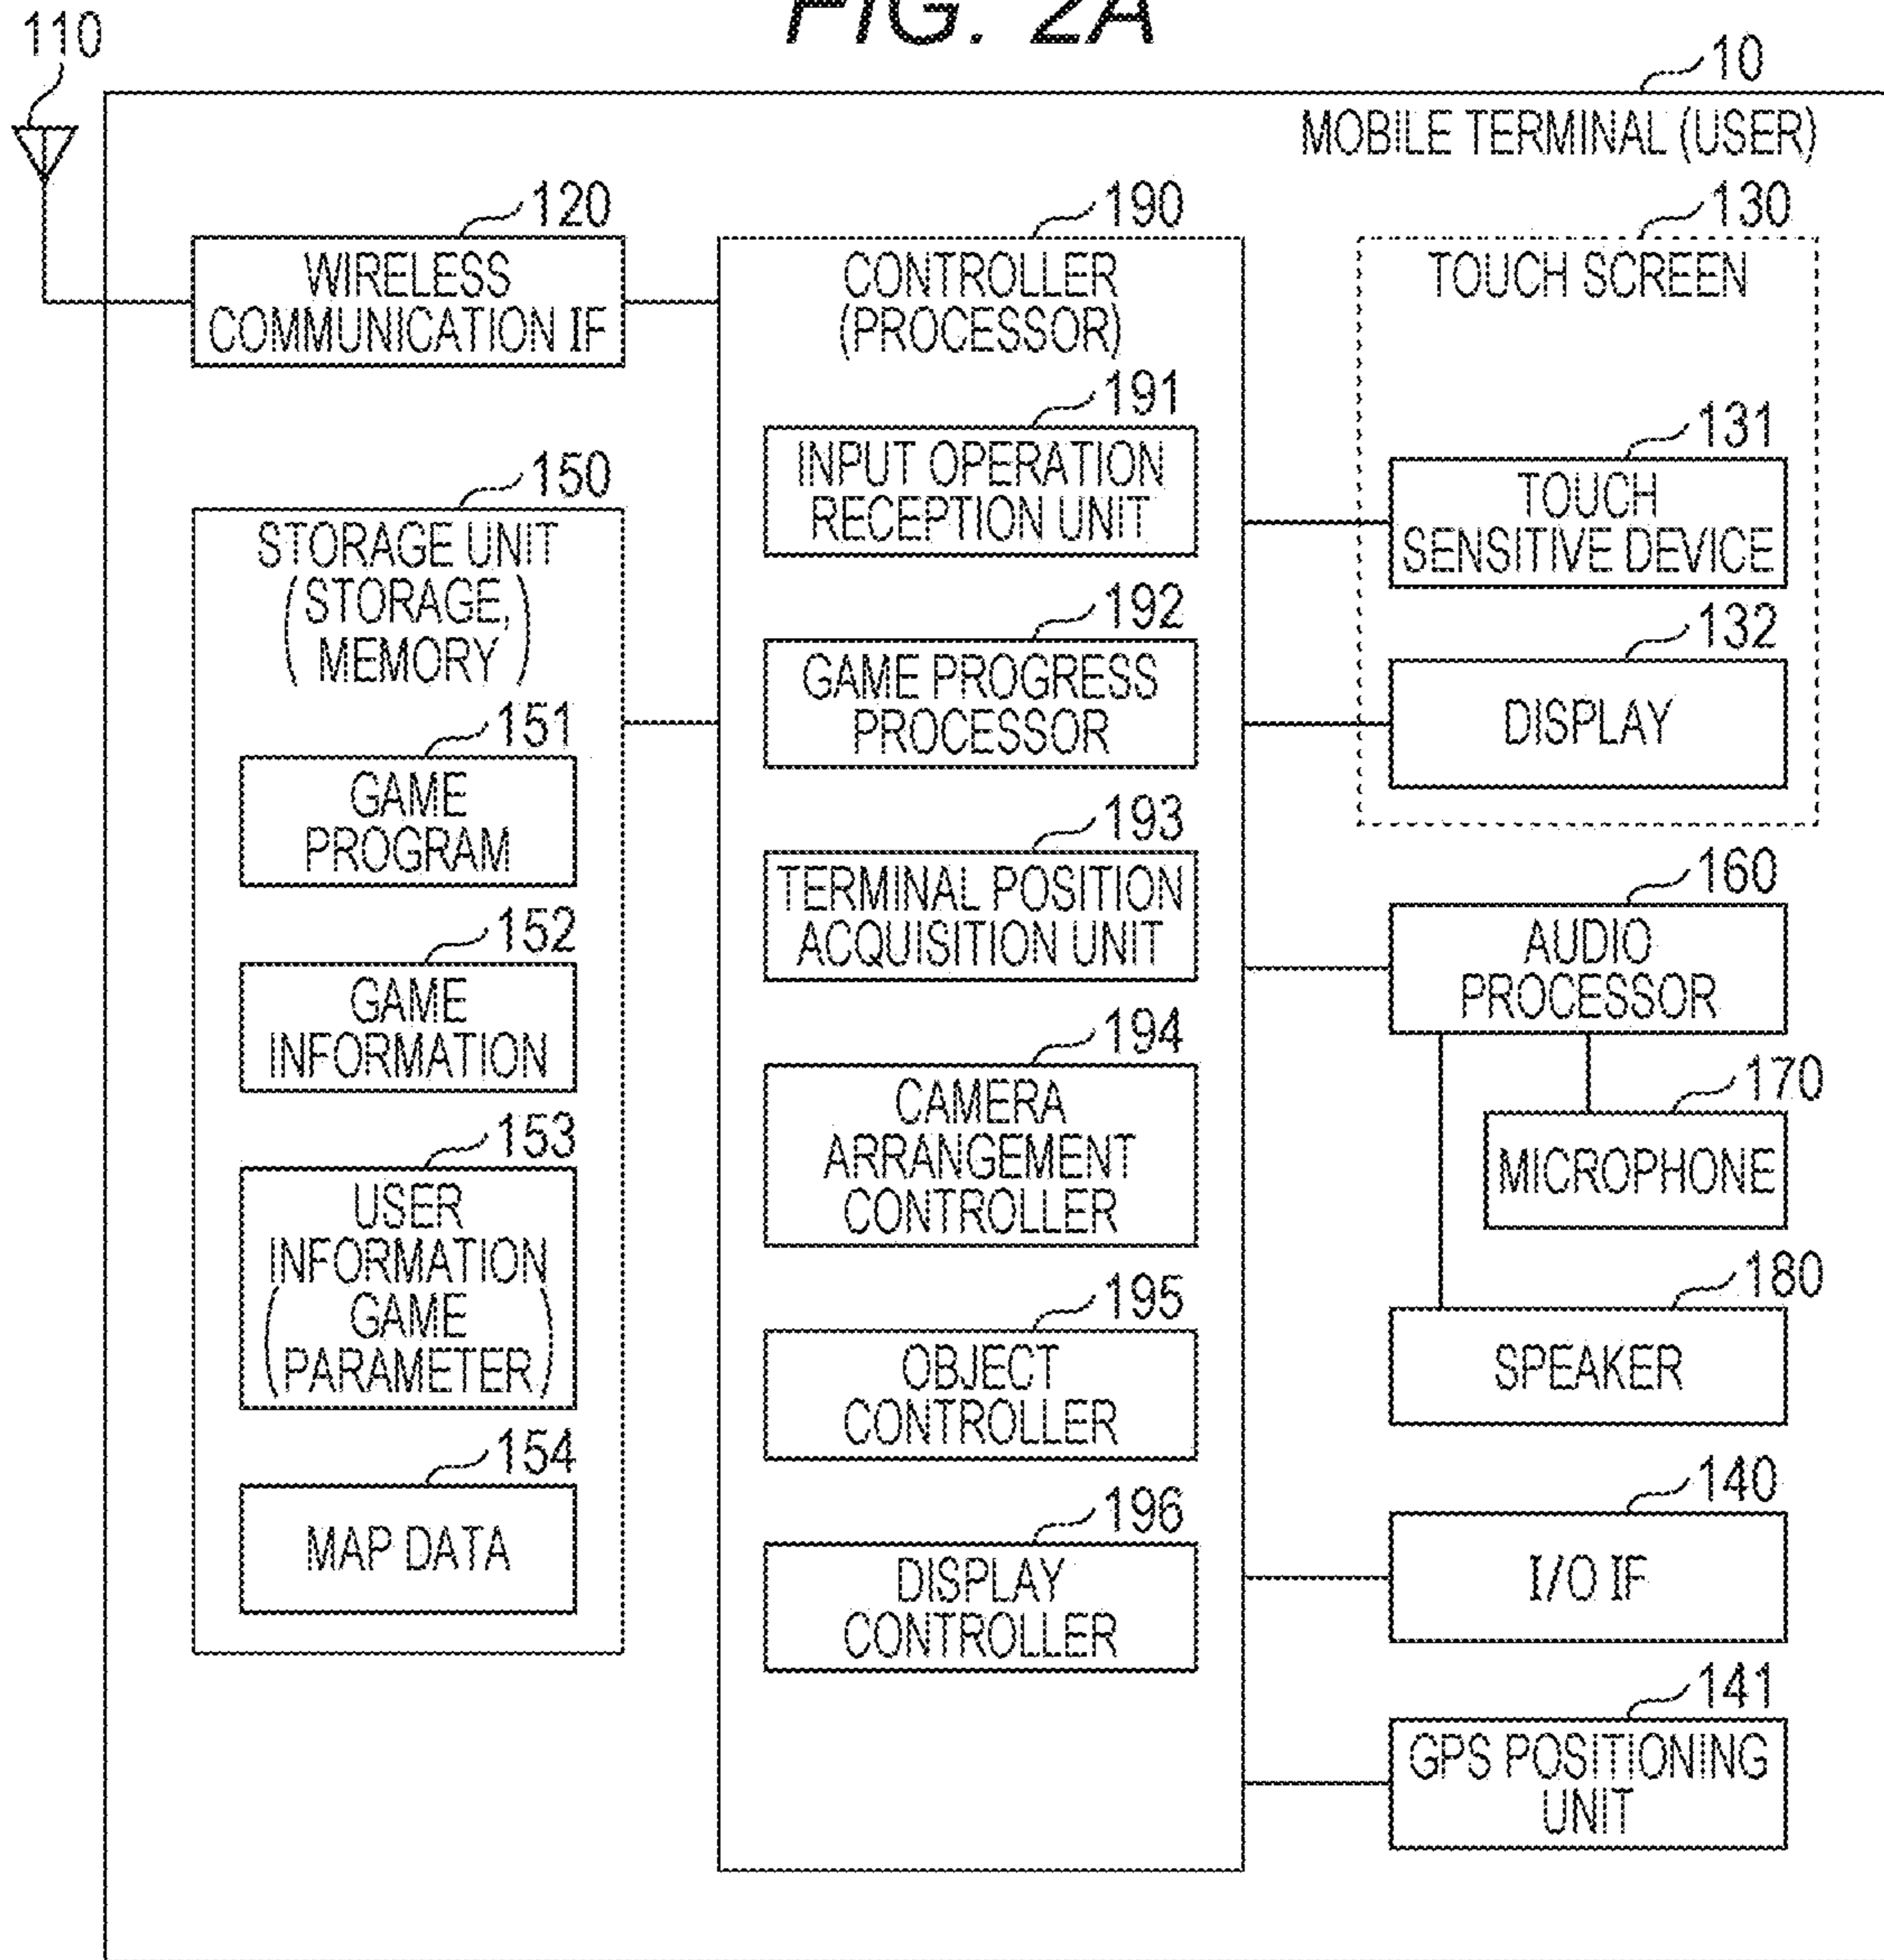 FIG. 2A
110
10
MOBILE TERMINAL (USER)
120
WIRELESS
COMMUNICATION IF
150
STORAGE UNIT
(STORAGE,
MEMORY)
151
GAME
PROGRAM
152
GAME
INFORMATION
153
USER
INFORMATION
(GAME
PARAMETER)
154
MAP DATA
190
CONTROLLER
(PROCESSOR)
191
INPUT OPERATION
RECEPTION UNIT
192
GAME PROGRESS
PROCESSOR
193
TERMINAL POSITION
ACQUISITION UNIT
194
CAMERA
ARRANGEMENT
CONTROLLER
195
OBJECT
CONTROLLER
196
DISPLAY
CONTROLLER
130
TOUCH SCREEN
131
TOUCH
SENSITIVE DEVICE
132
DISPLAY
160
AUDIO
PROCESSOR
170
MICROPHONE
180
SPEAKER
140
I/O IF
141
GPS POSITIONING
UNIT